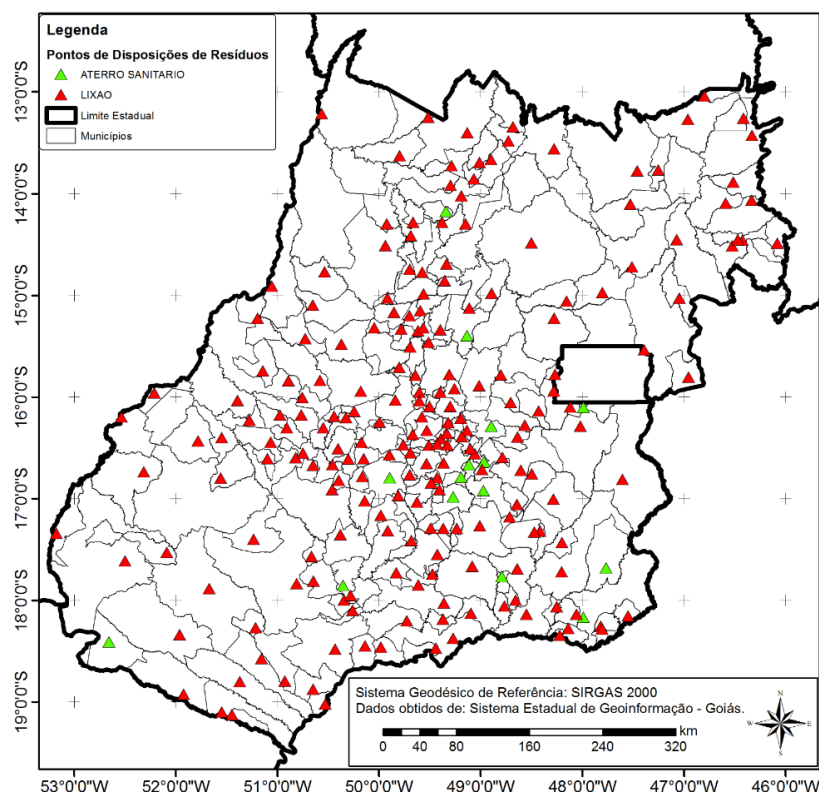 Legenda
Pontos de Disposições de Resíduos
ATERRO SANITARIO
LIXAO
Limite Estadual
Municípios
13°0'0"S
14°0'0"S
15°0'0"S
16°0'0"S
17°0'0"S
18°0'0"S
19°0'0"S
Sistema Geodésico de Referência: SIRGAS 2000
Dados obtidos de: Sistema Estadual de Geoinformação - Goiás.
km
0 20 40 80 160 240 320
N
W E
S
53°0'0"W 52°0'0"W 51°0'0"W 50°0'0"W 49°0'0"W 48°0'0"W 47°0'0"W 46°0'0"W